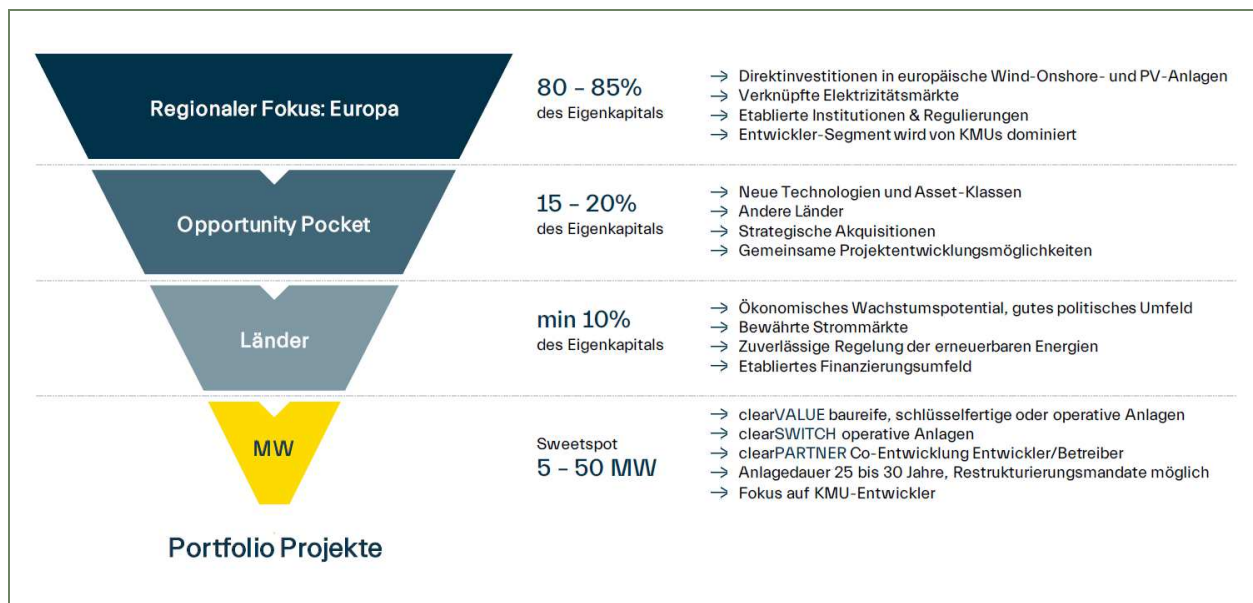 Regionaler Fokus: Europa
80 – 85%
des Eigenkapitals
→ Direktinvestitionen in europäische Wind-Onshore- und PV-Anlagen
→ Verknüpfte Elektrizitätsmärkte
→ Etablierte Institutionen & Regulierungen
→ Entwickler-Segment wird von KMUs dominiert
Opportunity Pocket
15 – 20%
des Eigenkapitals
→ Neue Technologien und Asset-Klassen
→ Andere Länder
→ Strategische Akquisitionen
→ Gemeinsame Projektentwicklungsmöglichkeiten
Länder
min 10%
des Eigenkapitals
→ Ökonomisches Wachstumspotential, gutes politisches Umfeld
→ Bewährte Strommärkte
→ Zuverlässige Regelung der erneuerbaren Energien
→ Etabliertes Finanzierungsumfeld
MW
Sweetspot
5 – 50 MW
→ clearVALUE baureife, schlüsselfertige oder operative Anlagen
→ clearSWITCH operative Anlagen
→ clearPARTNER Co-Entwicklung Entwickler/Betreiber
→ Anlagedauer 25 bis 30 Jahre, Restrukturierungsmandate möglich
→ Fokus auf KMU-Entwickler
Portfolio Projekte